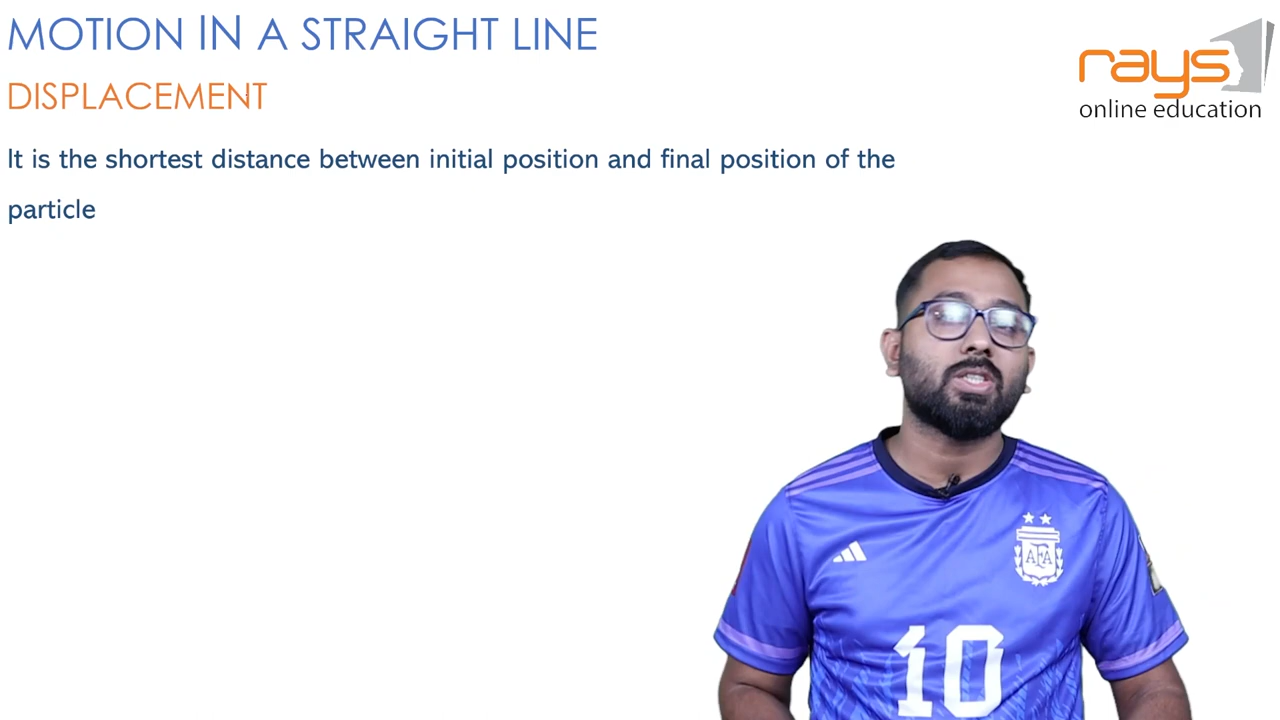 MOTION IN A STRAIGHT LINE
DISPLACEMENT
rays
online education
It is the shortest distance between initial position and final position of the
particle
AFA
10